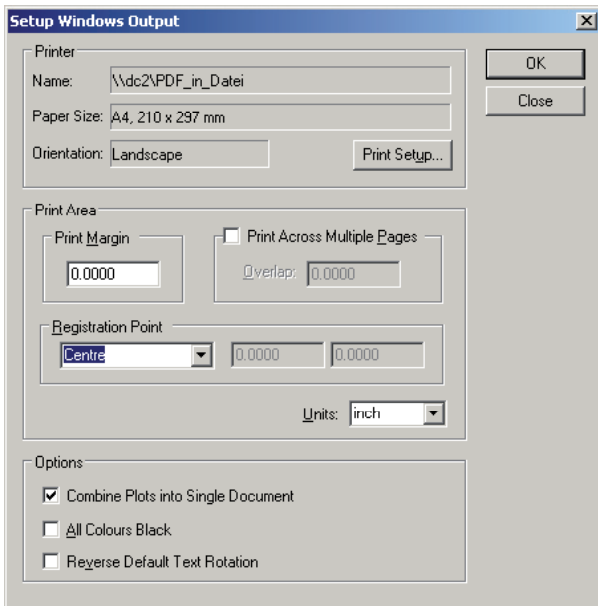 Setup Windows Output
Printer
OK
Name: \\dc2\PDF_in_Datei
Close
Paper Size: A4, 210 x 297 mm
Orientation: Landscape Print Setup...
Print Area
Print Margin Print Across Multiple Pages
0.0000 Overlap: 0.0000
Registration Point
Centre 0.0000 0.0000
Units: inch
Options
Combine Plots into Single Document
All Colours Black
Reverse Default Text Rotation